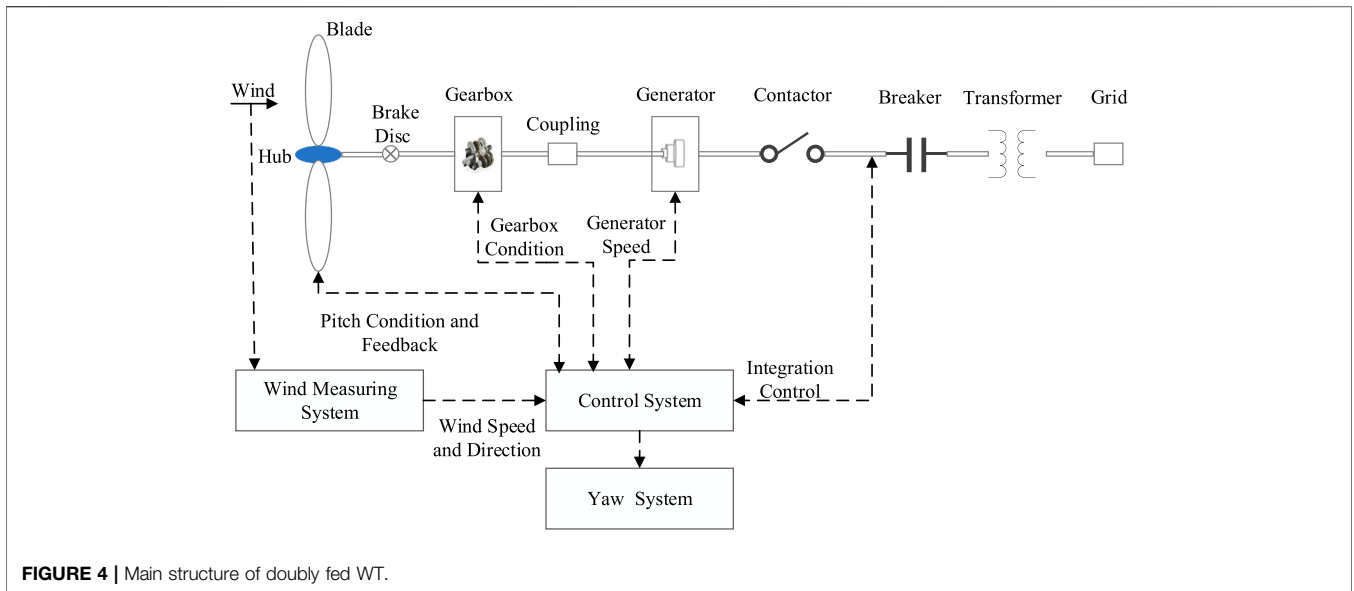 Blade
Wind
Hub
Brake
Disc
Gearbox
Coupling
Generator
Contactor
Breaker
Transformer
Grid
Gearbox
Condition
Generator
Speed
Pitch Condition and
Feedback
Wind Measuring
System
Wind Speed
and Direction
Control System
Integration
Control
Yaw System
FIGURE 4 | Main structure of doubly fed WT.